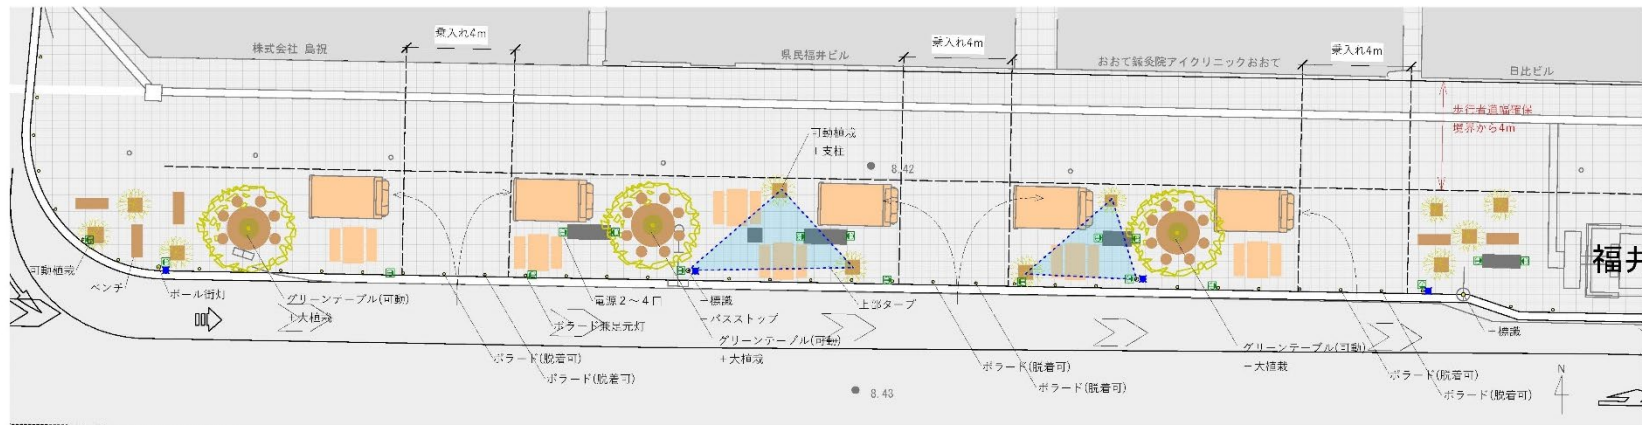 乗入れ4m
乗入れ4m
乗入れ4m
株式会社 島祝
県民福井ビル
おおて鍼灸院アイクリニックおおて
日比ビル
歩行者道幅確保
境界から4m
可動植栽
+支柱
8.42
可動植栽
ベンチ
ポール街灯
グリーンテーブル(可動)
+大植栽
ボラード兼足元灯
電源2〜4口
標識
バスストップ
グリーンテーブル(可動)
+大植栽
上部タープ
ボラード(脱着可)
ボラード(脱着可)
ボラード(脱着可)
ボラード(脱着可)
グリーンテーブル(可動)
大植栽
ボラード(脱着可)
ボラード(脱着可)
標識
福井
8.43
N